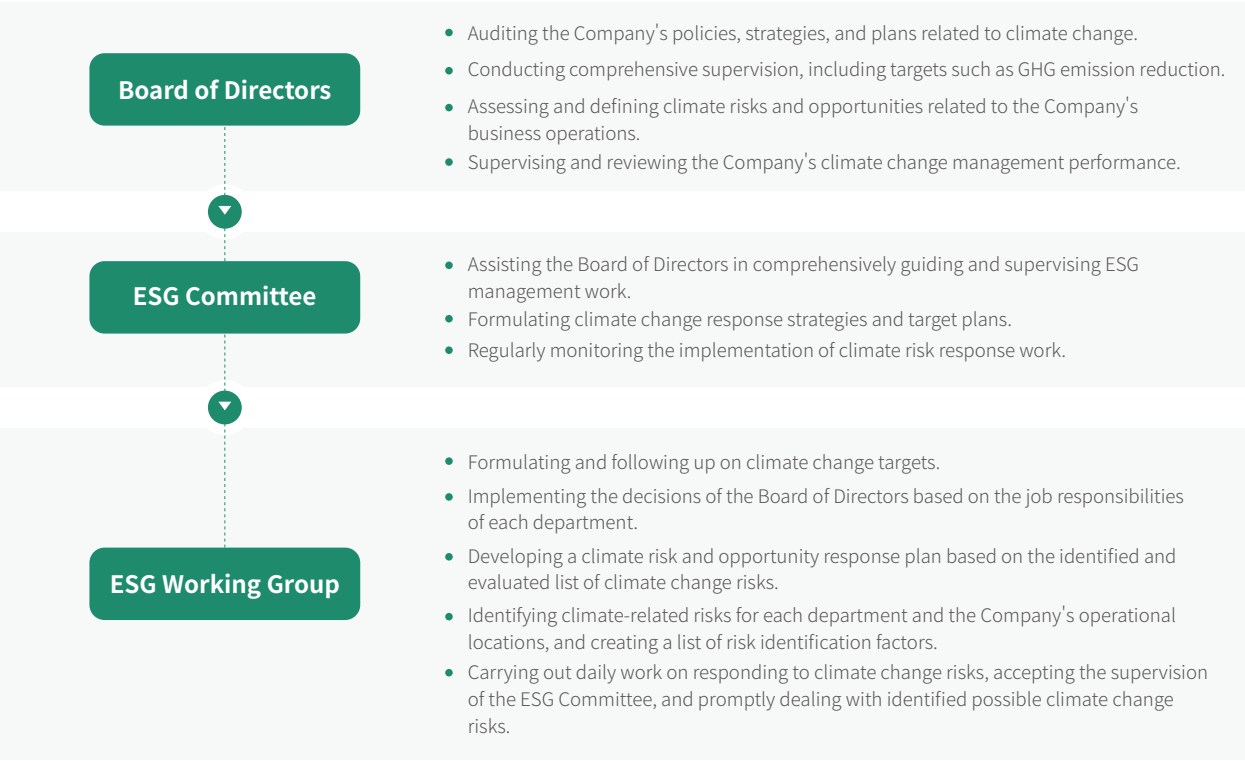 Board of Directors
Auditing the Company's policies, strategies, and plans related to climate change.
Conducting comprehensive supervision, including targets such as GHG emission reduction.
Assessing and defining climate risks and opportunities related to the Company's
business operations.
Supervising and reviewing the Company's climate change management performance.
ESG Committee
Assisting the Board of Directors in comprehensively guiding and supervising ESG
management work.
Formulating climate change response strategies and target plans.
Regularly monitoring the implementation of climate risk response work.
ESG Working Group
Formulating and following up on climate change targets.
Implementing the decisions of the Board of Directors based on the job responsibilities
of each department.
Developing a climate risk and opportunity response plan based on the identified and
evaluated list of climate change risks.
Identifying climate-related risks for each department and the Company's operational
locations, and creating a list of risk identification factors.
Carrying out daily work on responding to climate change risks, accepting the supervision
of the ESG Committee, and promptly dealing with identified possible climate change
risks.